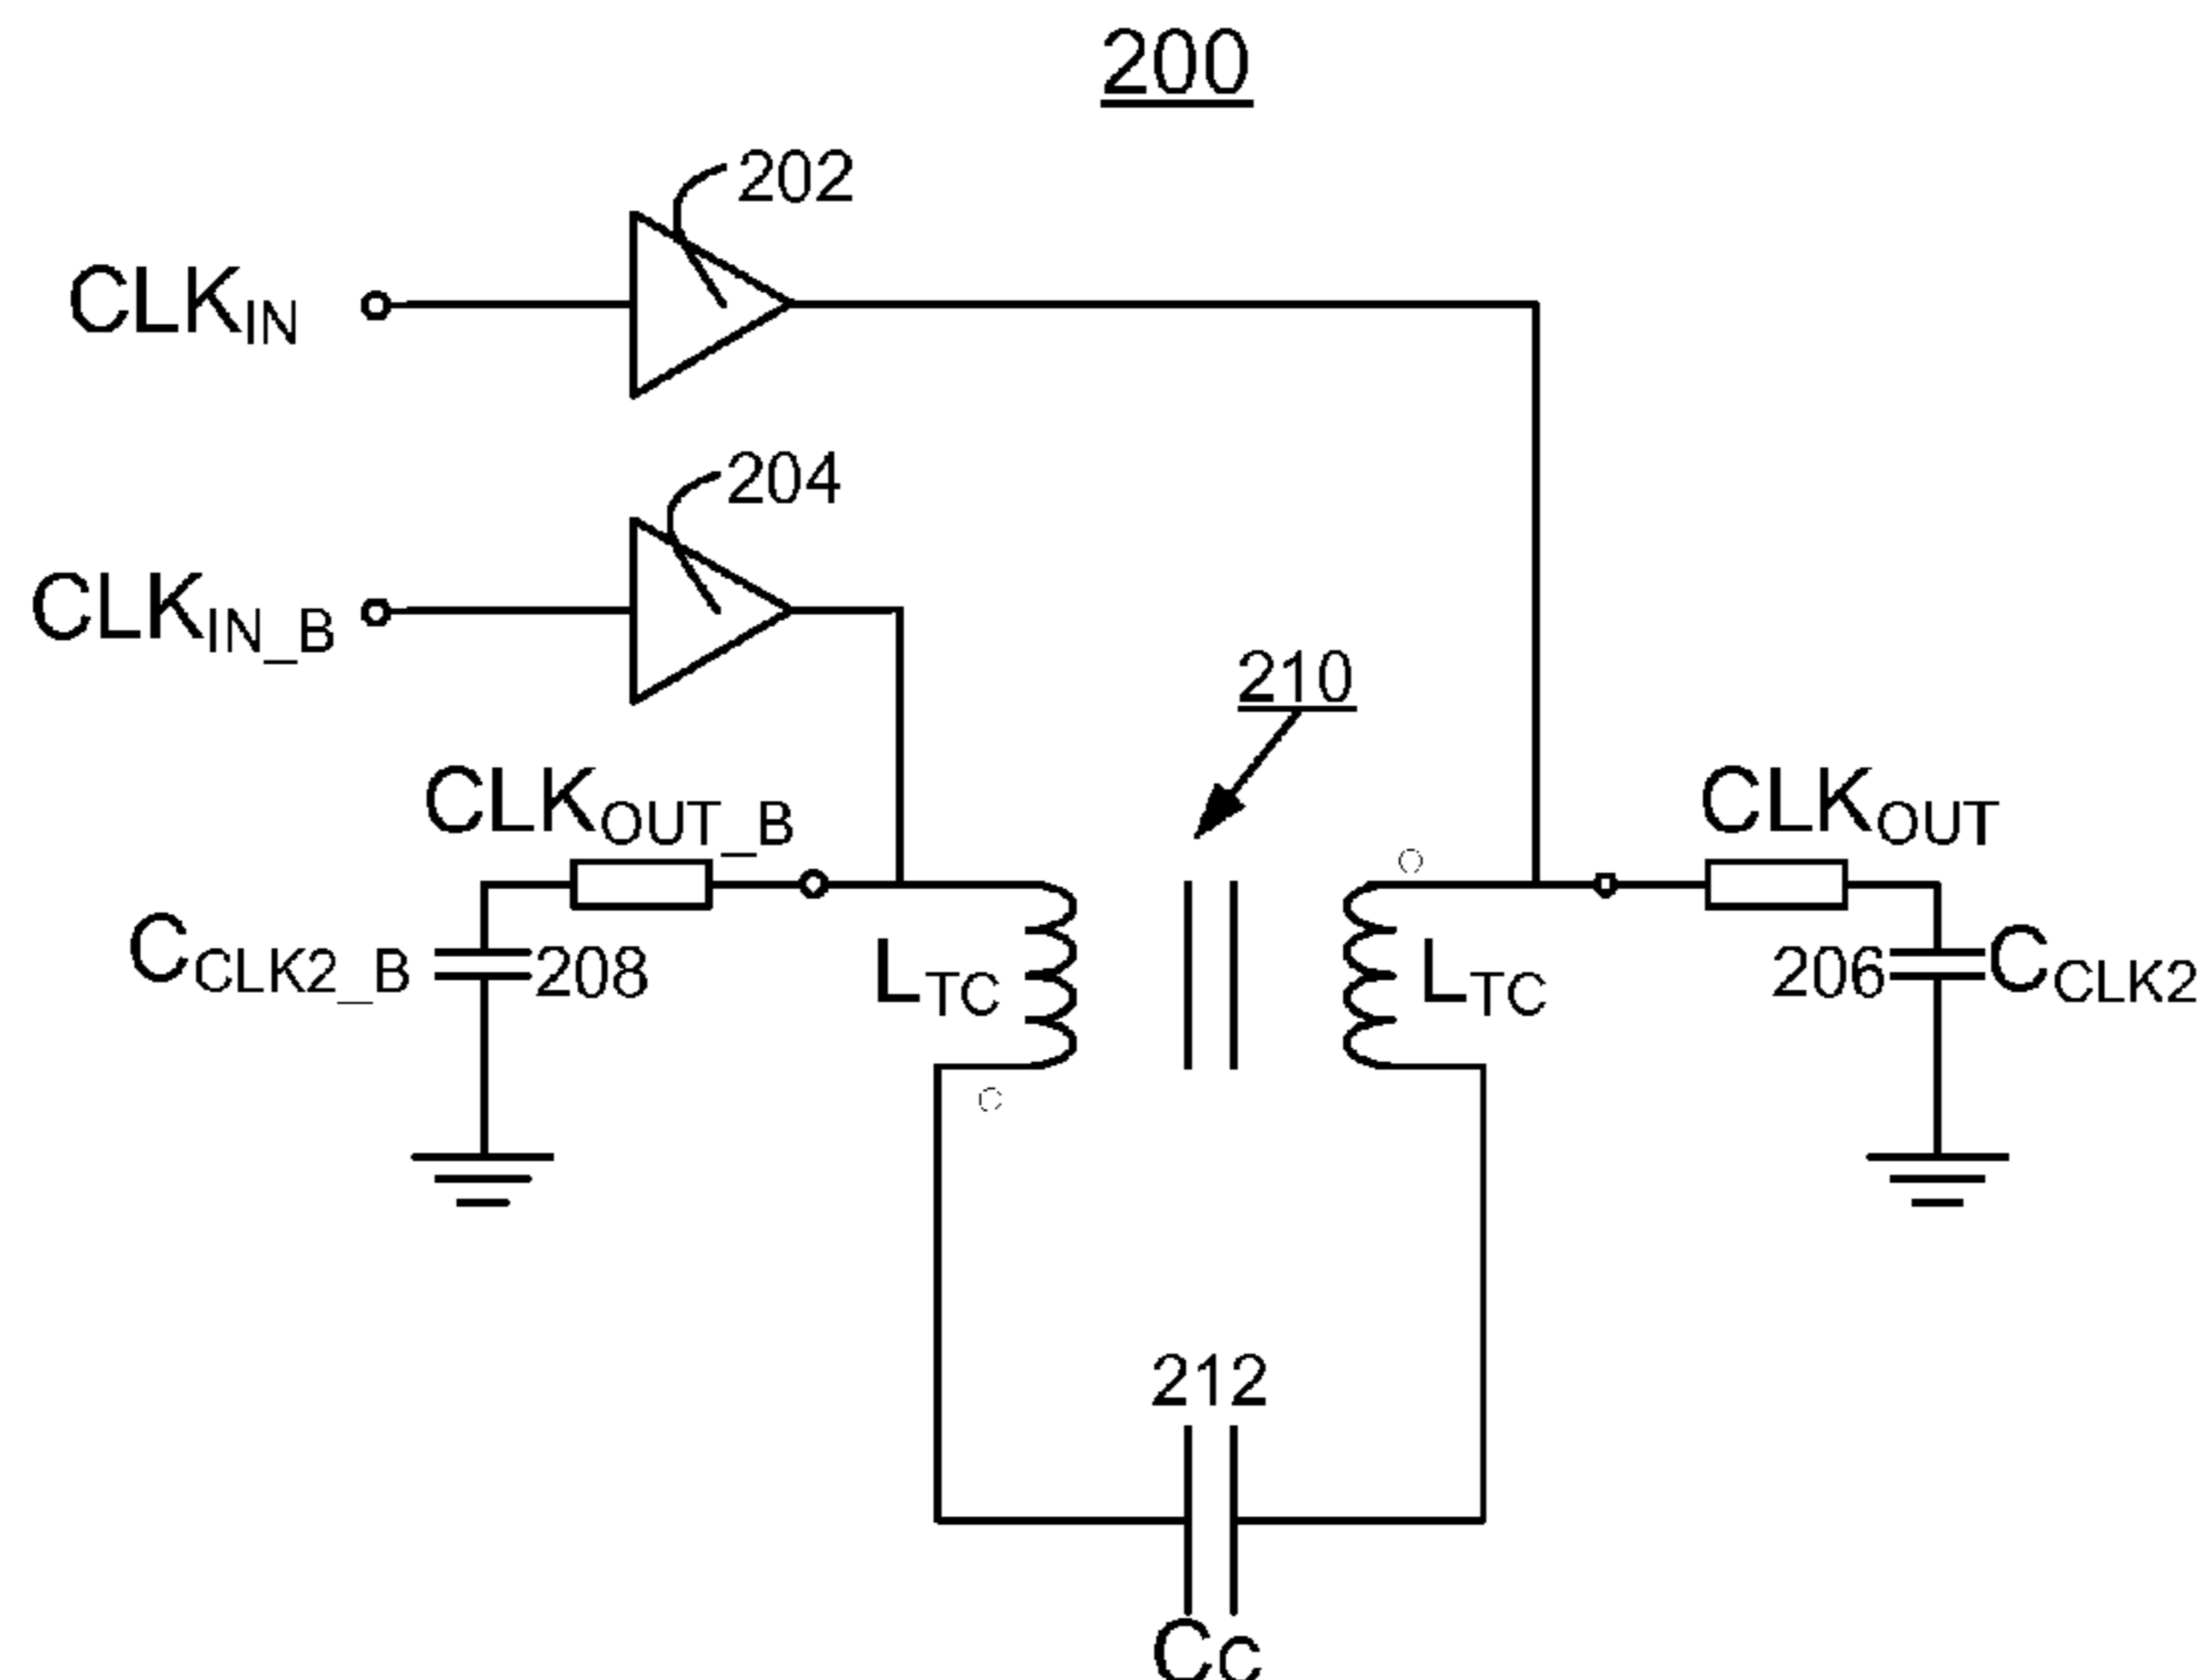 200
202
CLKIN
204
CLKIN_B
210
CLKOUT_B
CLKOUT
CCLK2_B
208
LTC
LTC
206
CCLK2
212
CC